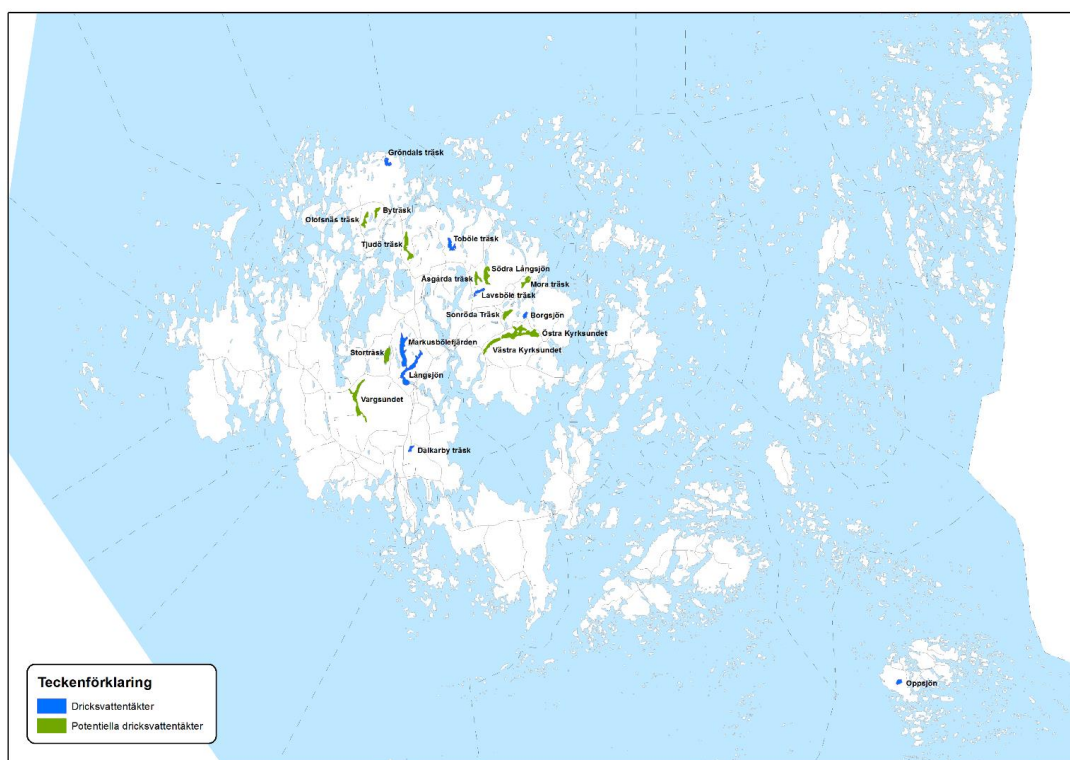 Gröndals träsk
Byträsk
Olofsnäs träsk
Tjudö träsk
Toböle träsk
Södra Långsjön
Åsgårda träsk
Mora träsk
Lavsböle träsk
Sonröda Träsk
Borgsjön
Östra Kyrksundet
Markusbölefjärden
Västra Kyrksundet
Storträsk
Långsjön
Vargsundet
Dalkarby träsk
Oppsjön
Teckenförklaring
Dricksvattentäkter
Potentiella dricksvattentäkter